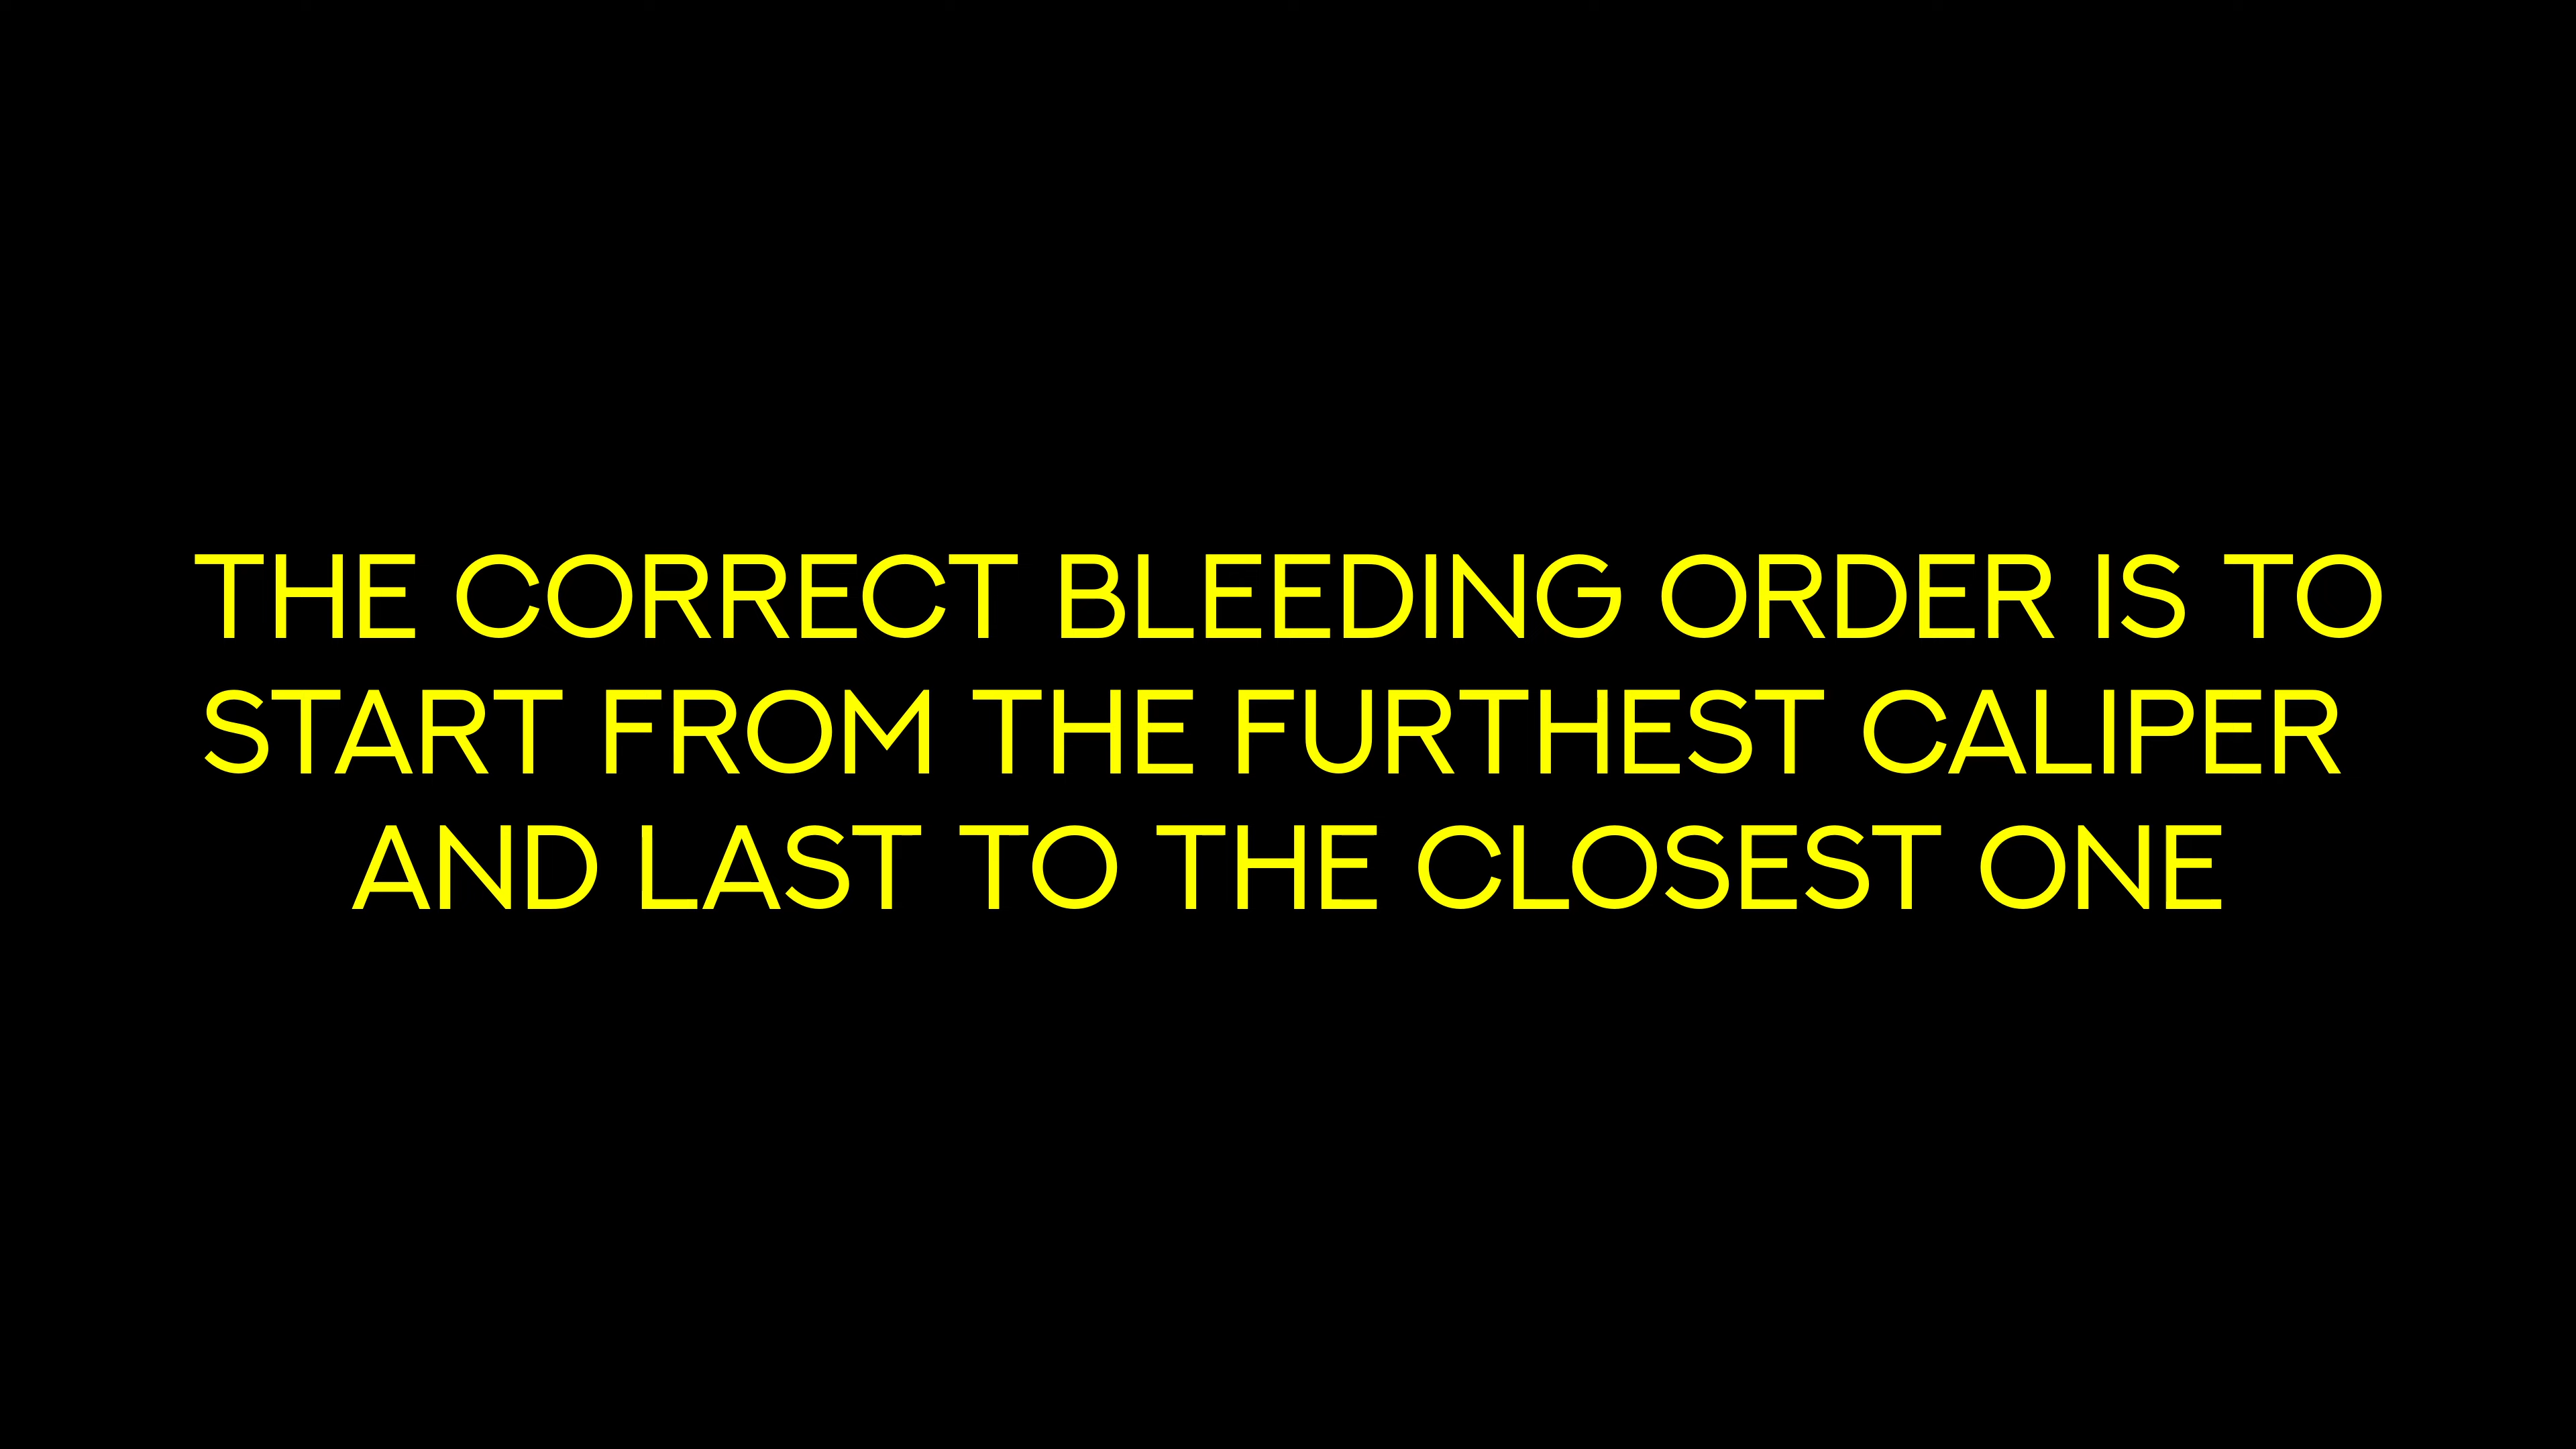 THE CORRECT BLEEDING ORDER IS TO
START FROM THE FURTHEST CALIPER
AND LAST TO THE CLOSEST ONE